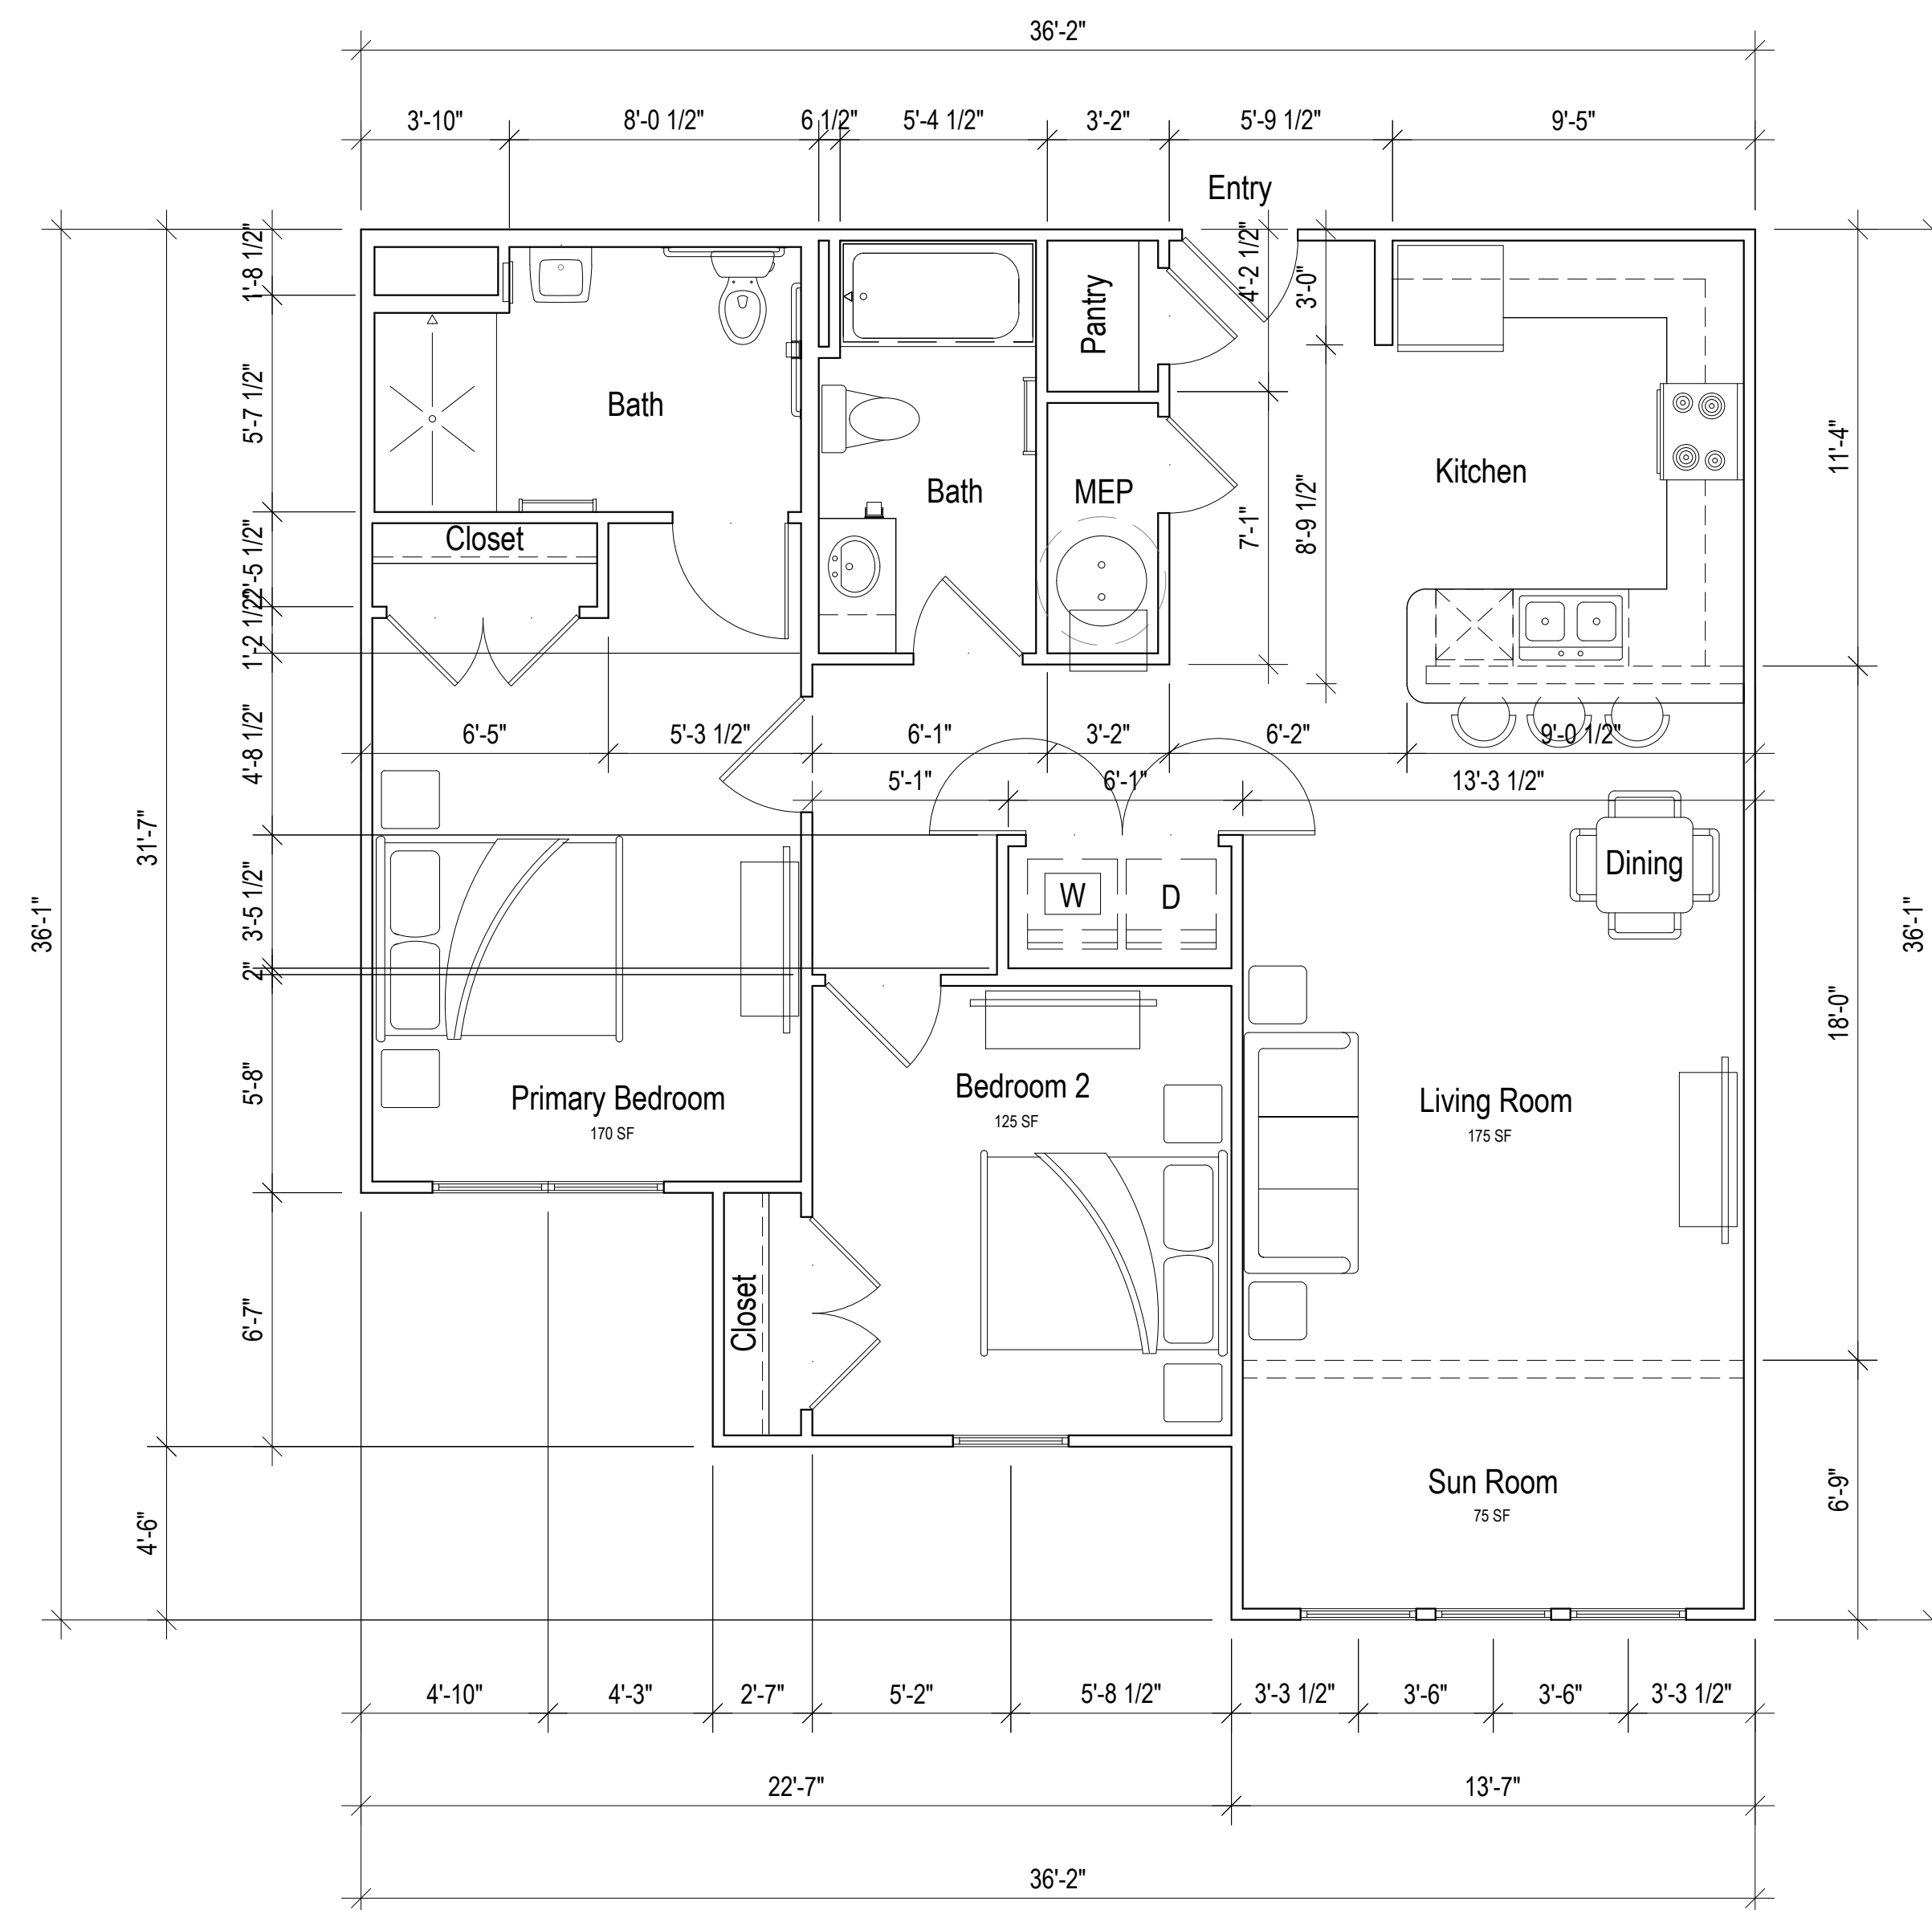 36'-2"
3'-10"
8'-0 1/2"
6 1/2"
5'-4 1/2"
3'-2"
5'-9 1/2"
9'-5"
Entry
1'-8 1/2"
4'-2 1/2"
3'-0"
Pantry
5'-7 1/2"
Bath
11'-4"
Kitchen
Bath
MEP
7'-1"
8'-9 1/2"
Closet
2'-5 1/2"
1'-2 1/2"
4'-8 1/2"
6'-5"
5'-3 1/2"
6'-1"
3'-2"
6'-2"
9'-0 1/2"
5'-1"
6'-1"
13'-3 1/2"
31'-7"
Dining
36'-1"
3'-5 1/2"
W
D
36'-1"
2"
18'-0"
5'-8"
Primary Bedroom
170 SF
Bedroom 2
125 SF
Living Room
175 SF
6'-7"
Closet
Sun Room
75 SF
6'-9"
4'-6"
4'-10"
4'-3"
2'-7"
5'-2"
5'-8 1/2"
3'-3 1/2"
3'-6"
3'-6"
3'-3 1/2"
22'-7"
13'-7"
36'-2"